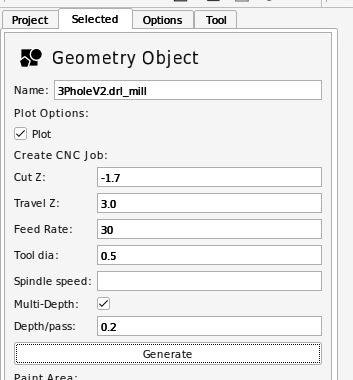 Project Selected Options Tool
Geometry Object
Name: 3PholeV2.drl_mill
Plot Options:
Plot
Create CNC Job:
Cut Z: -1.7
Travel Z: 3.0
Feed Rate: 30
Tool dia: 0.5
Spindle speed:
Multi-Depth:
Depth/pass: 0.2
Generate
Paint Area: